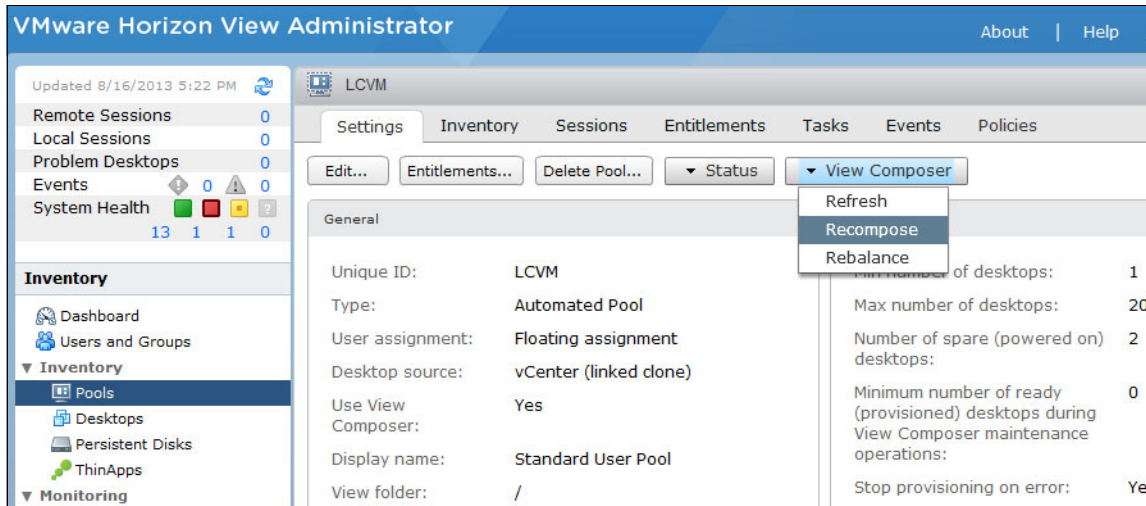 VMware Horizon View Administrator
About | Help
Updated 8/16/2013 5:22 PM
Remote Sessions 0
Local Sessions 0
Problem Desktops 0
Events 0 0
System Health
13 1 1 0
Inventory
Dashboard
Users and Groups
Inventory
Pools
Desktops
Persistent Disks
ThinApps
Monitoring
LCVM
Settings Inventory Sessions Entitlements Tasks Events Policies
Edit... Entitlements... Delete Pool... Status View Composer
Refresh
Recompose
Rebalance
General
Unique ID: LCVM
Type: Automated Pool
User assignment: Floating assignment
Desktop source: vCenter (linked clone)
Use View Composer: Yes
Display name: Standard User Pool
View folder: /
number of desktops: 1
Max number of desktops: 20
Number of spare (powered on) 2
desktops:
Minimum number of ready 0
(provisioned) desktops during
View Composer maintenance
operations:
Stop provisioning on error: